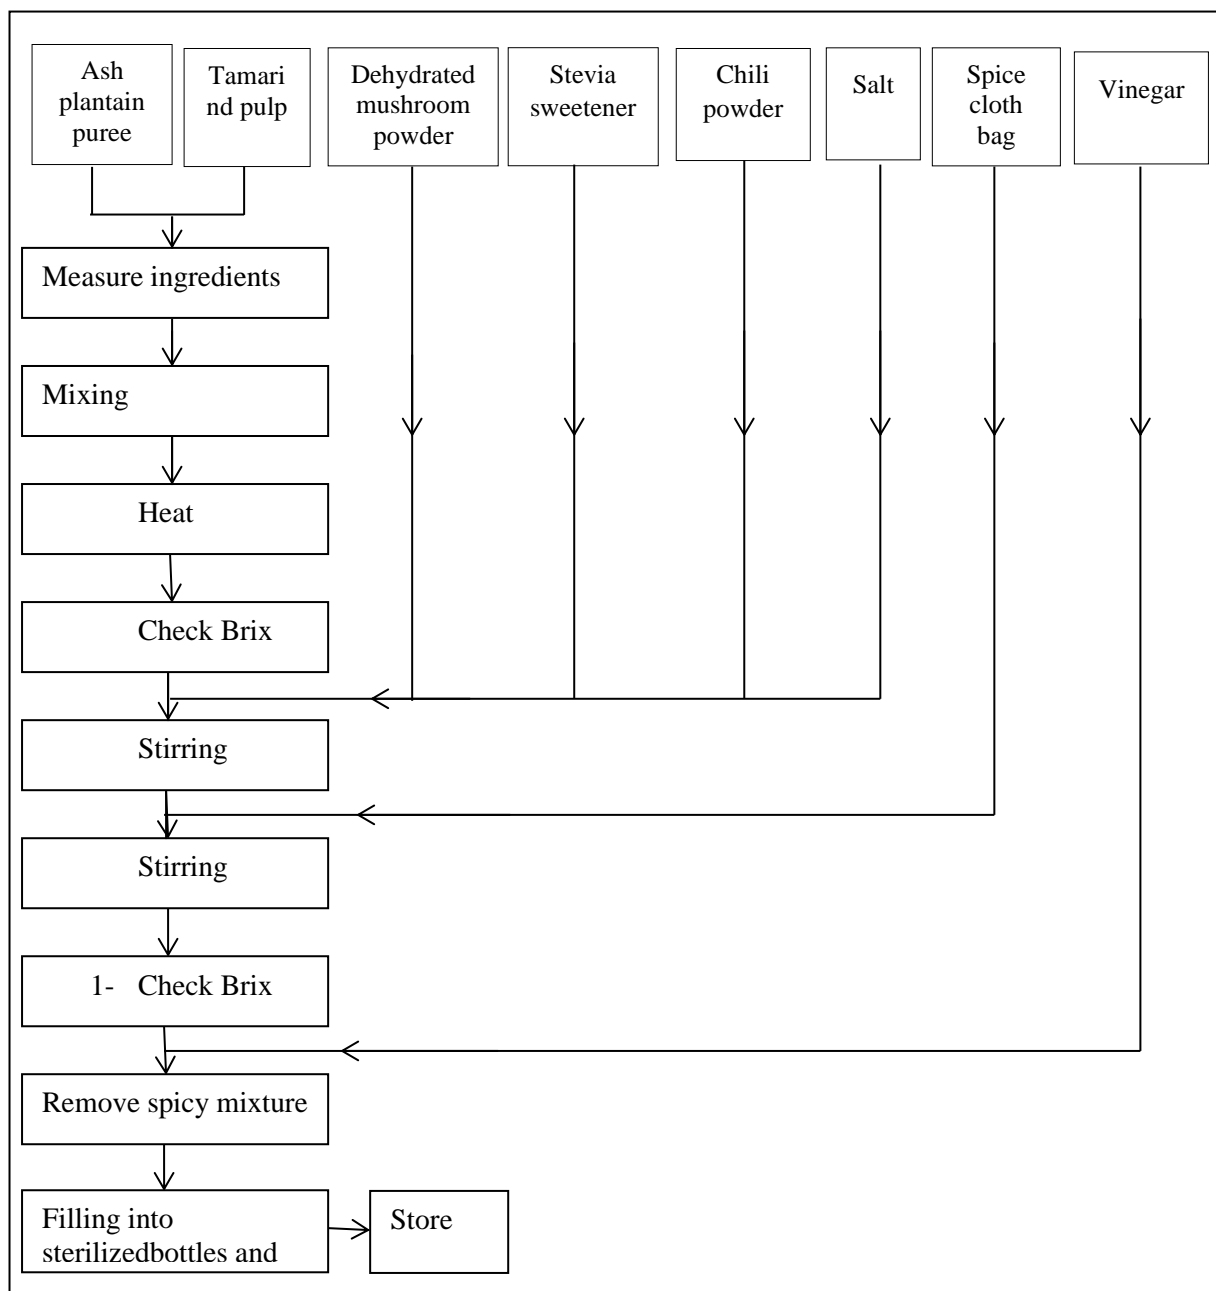 Ash
plantain
puree
Tamari
nd pulp
Dehydrated
mushroom
powder
Stevia
sweetener
Chili
powder
Salt
Spice
cloth
bag
Vinegar
Measure ingredients
Mixing
Heat
Check Brix
Stirring
Stirring
1- Check Brix
Remove spicy mixture
Filling into
sterilizedbottles and
Store